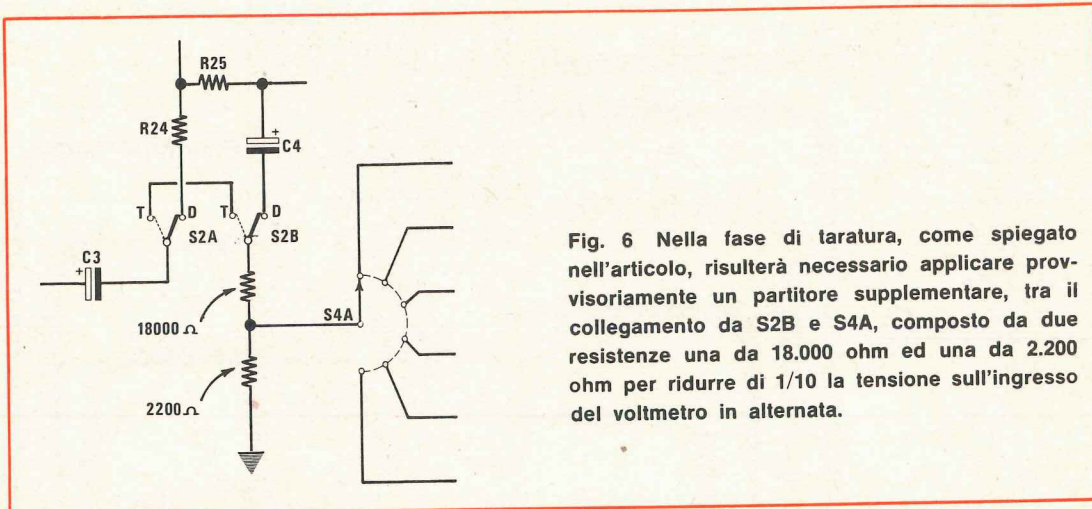 R25
R24
+
C4
T
D
T
D
S2A
S2B
C3
+
18000 Ω
S4A
2200 Ω
Fig. 6 Nella fase di taratura, come spiegato
nell'articolo, risulterà necessario applicare prov-
visoriamente un partitore supplementare, tra il
collegamento da S2B e S4A, composto da due
resistenze una da 18.000 ohm ed una da 2.200
ohm per ridurre di 1/10 la tensione sull'ingresso
del voltmetro in alternata.